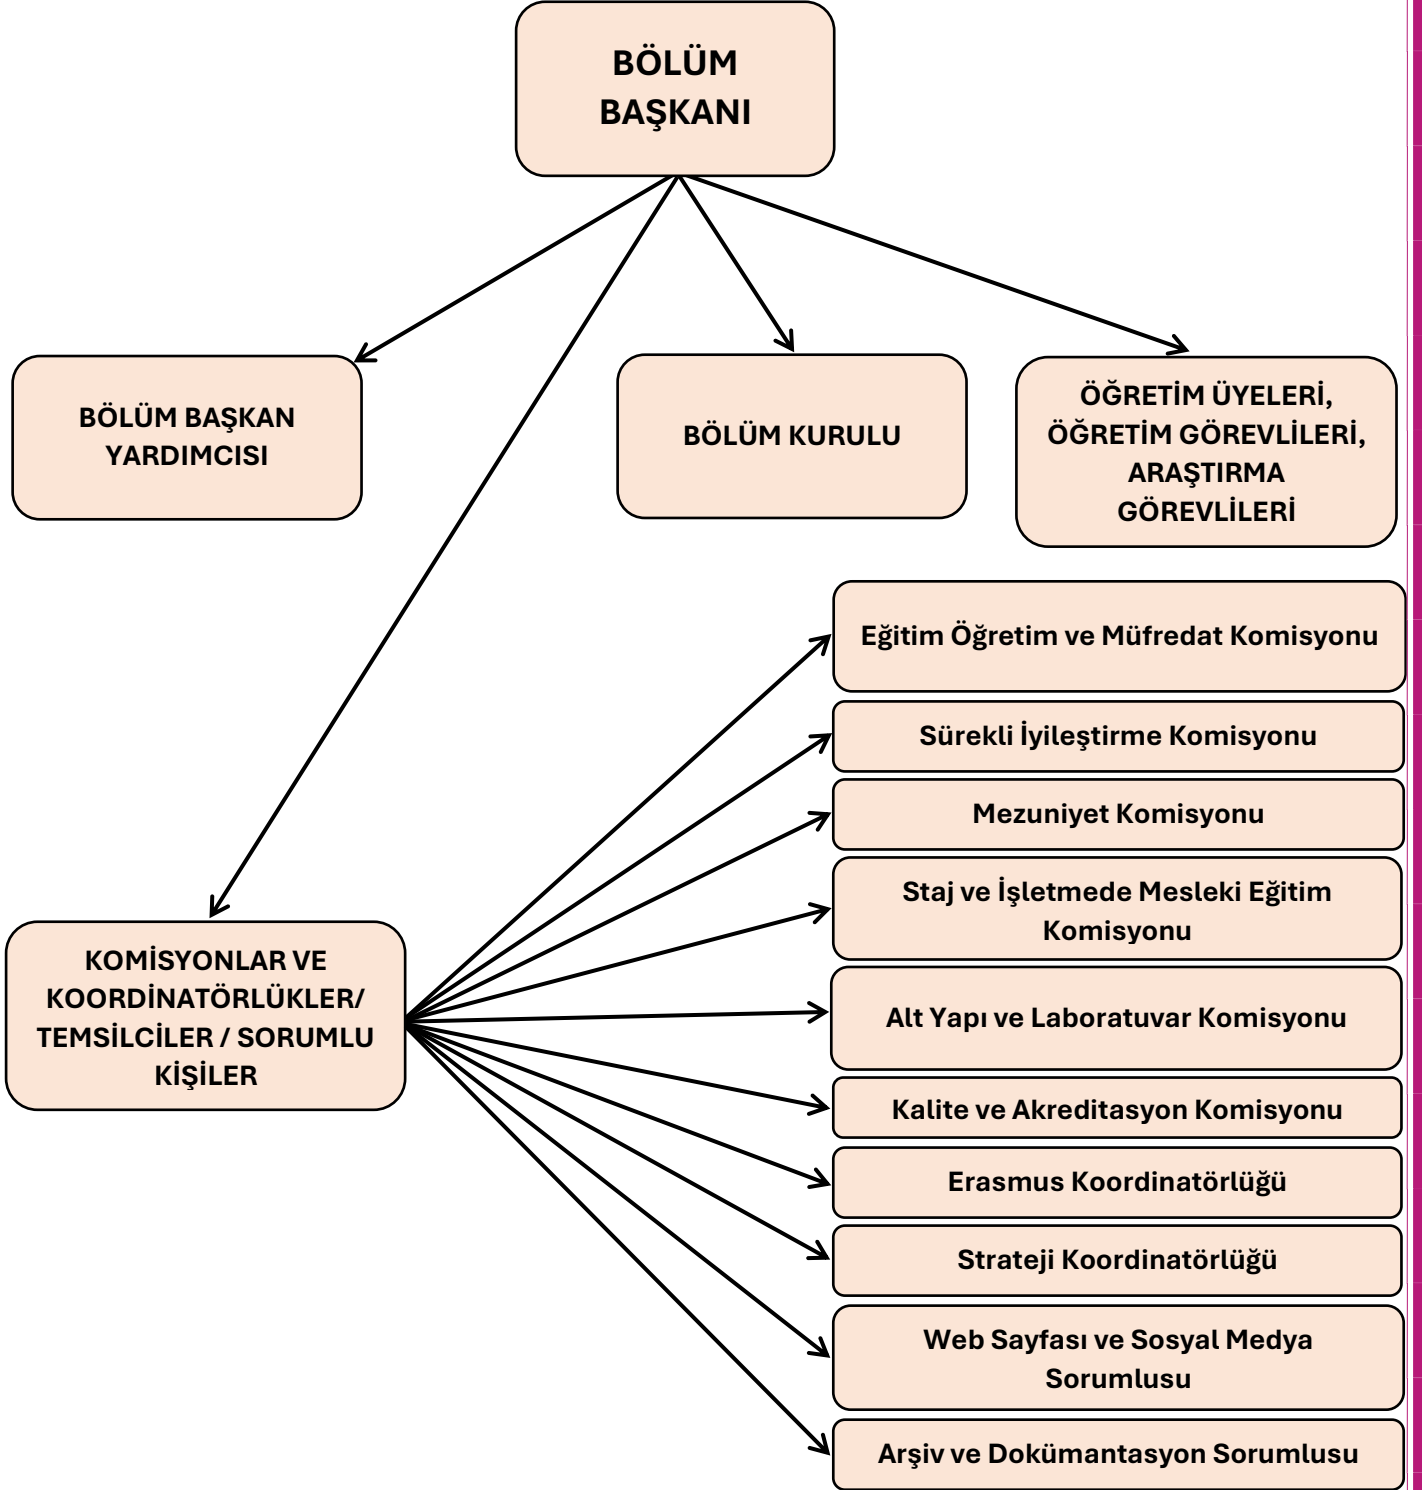 BÖLÜM
BAŞKANI
BÖLÜM BAŞKAN
YARDIMCISI
BÖLÜM KURULU
ÖĞRETİM ÜYELERİ,
ÖĞRETİM GÖREVLİLERİ,
ARAŞTIRMA
GÖREVLİLERİ
KOMİSYONLAR VE
KOORDİNATÖRLÜKLER/
TEMSİLCİLER / SORUMLU
KİŞİLER
Eğitim Öğretim ve Müfredat Komisyonu
Sürekli İyileştirme Komisyonu
Mezuniyet Komisyonu
Staj ve İşletmede Mesleki Eğitim
Komisyonu
Alt Yapı ve Laboratuvar Komisyonu
Kalite ve Akreditasyon Komisyonu
Erasmus Koordinatörlüğü
Strateji Koordinatörlüğü
Web Sayfası ve Sosyal Medya
Sorumlusu
Arşiv ve Dokümantasyon Sorumlusu